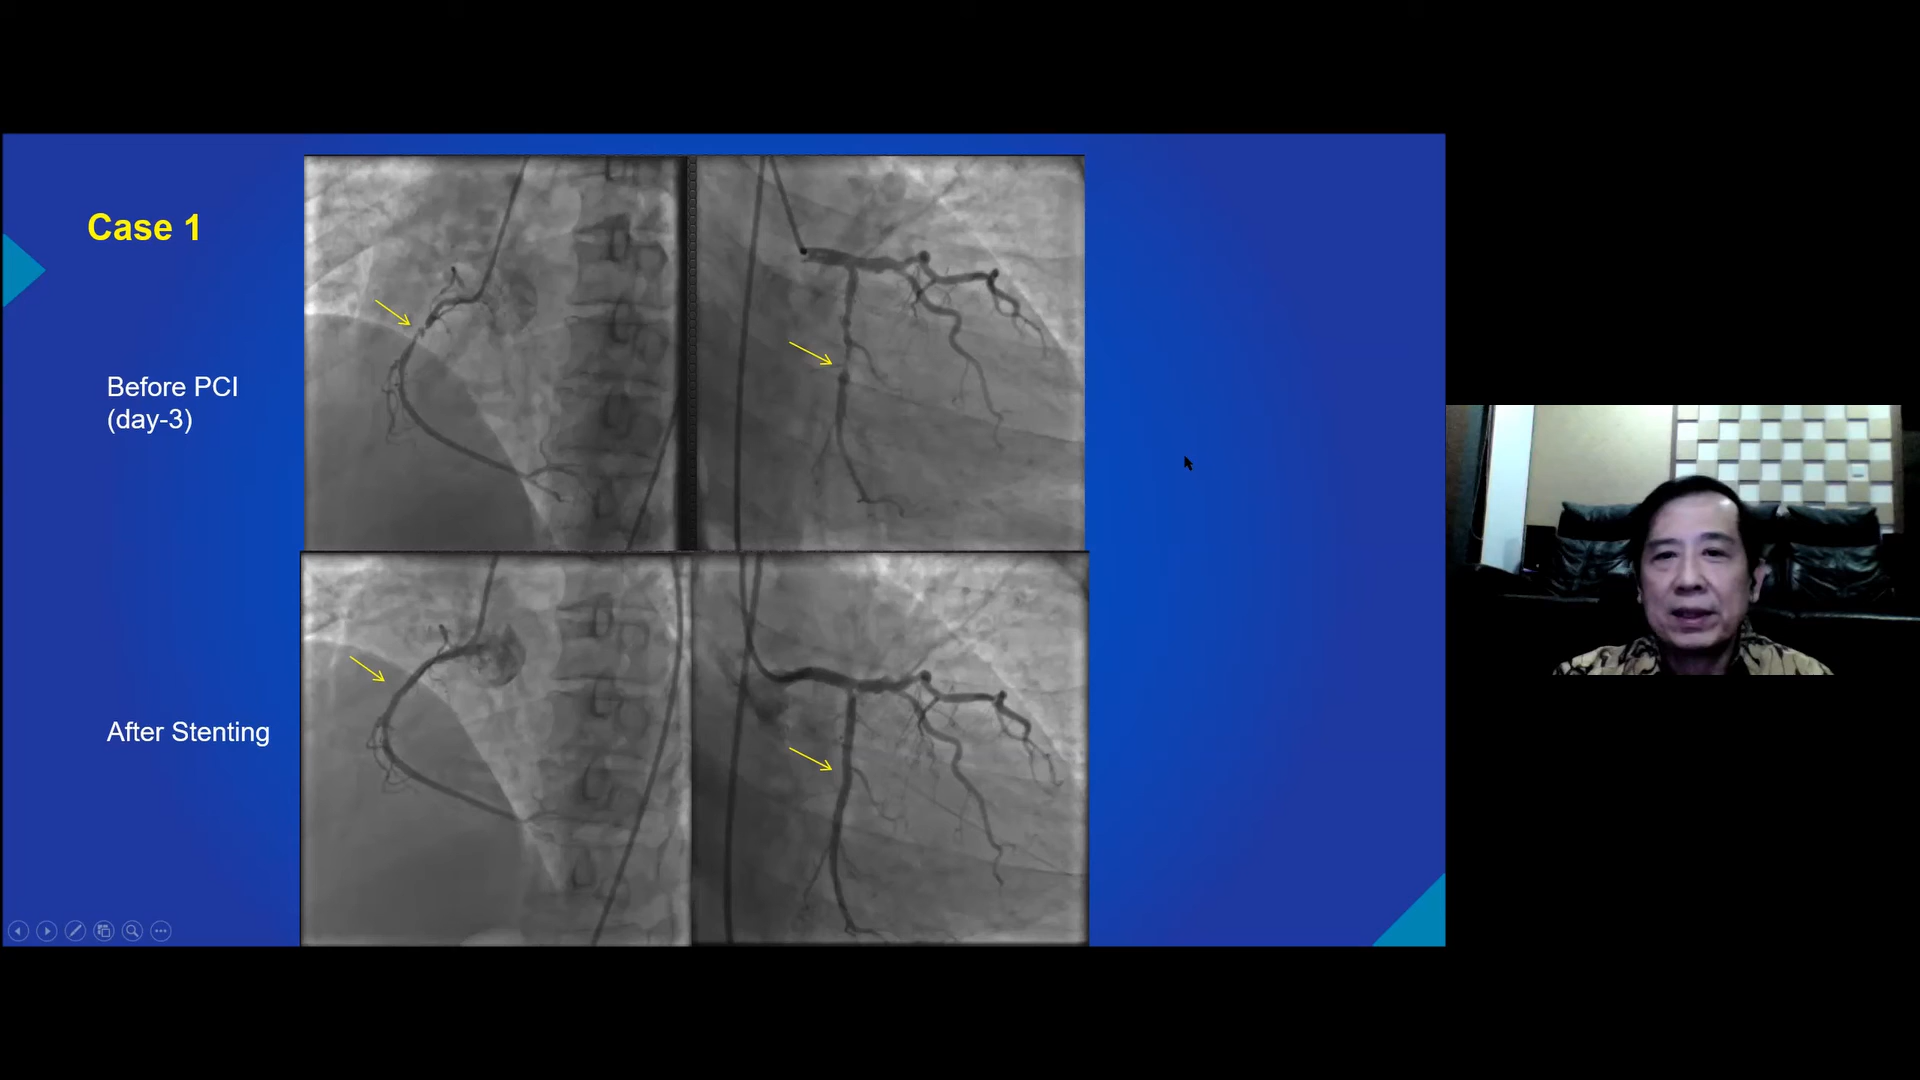 Case 1
Before PCI
(day-3)
After Stenting